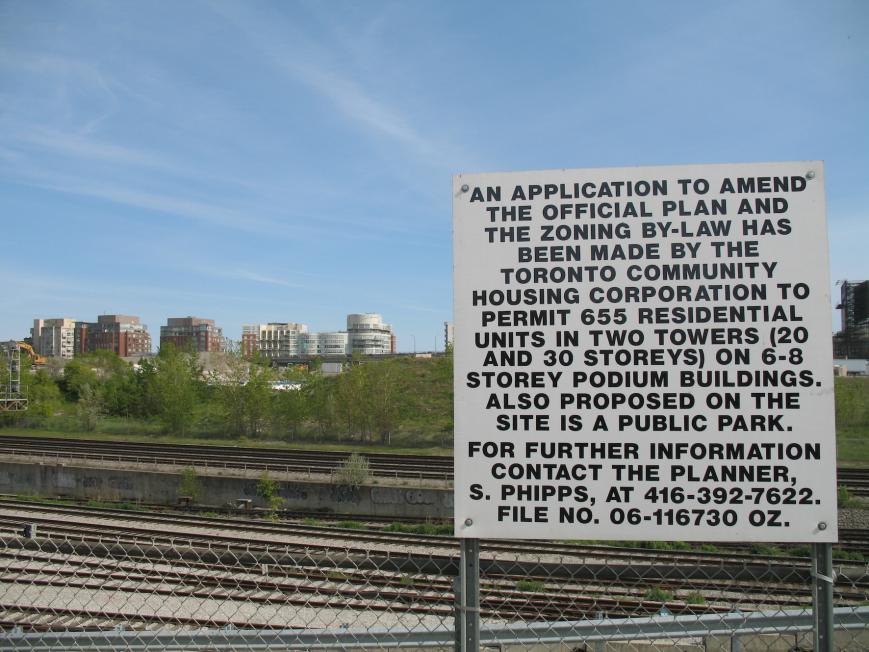 AN APPLICATION TO AMEND
THE OFFICIAL PLAN AND
THE ZONING BY-LAW HAS
BEEN MADE BY THE
TORONTO COMMUNITY
HOUSING CORPORATION TO
PERMIT 655 RESIDENTIAL
UNITS IN TWO TOWERS (20
AND 30 STOREYS) ON 6-8
STOREY PODIUM BUILDINGS.
ALSO PROPOSED ON THE
SITE IS A PUBLIC PARK.
FOR FURTHER INFORMATION
CONTACT THE PLANNER,
S. PHIPPS, AT 416-392-7622.
FILE NO. 06-116730 OZ.